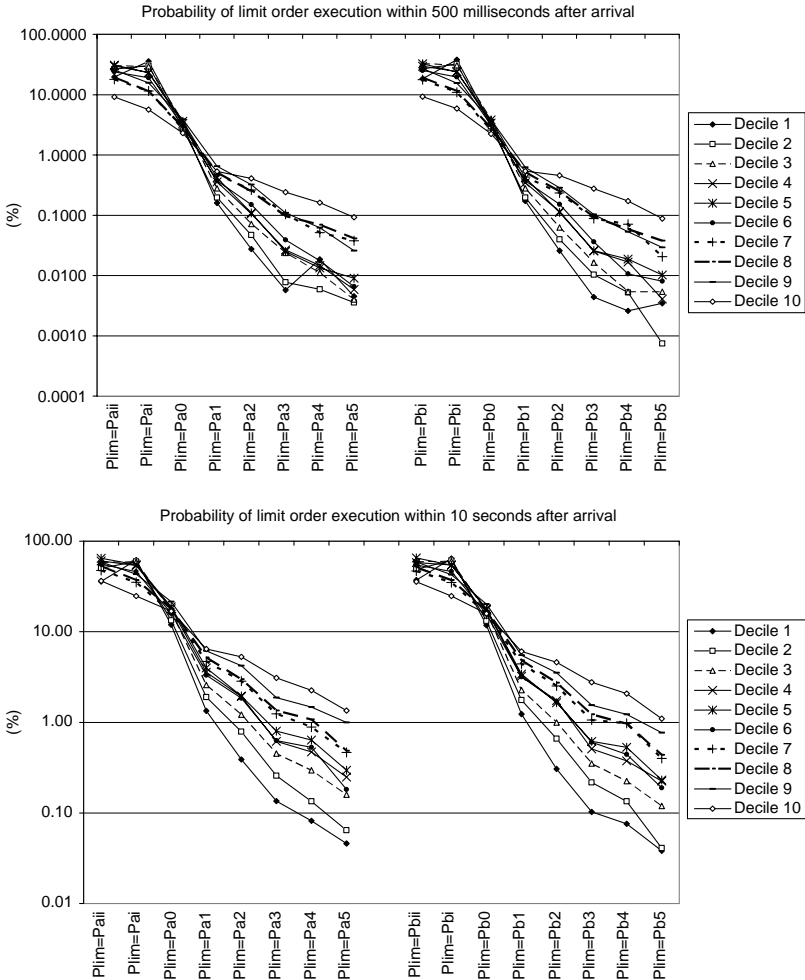 Probability of limit order execution within 500 milliseconds after arrival
100.0000
10.0000
1.0000
0.1000
0.0100
0.0010
0.0001
(%)
Plim=Paii
Plim=Pai
Plim=Pa0
Plim=Pa1
Plim=Pa2
Plim=Pa3
Plim=Pa4
Plim=Pa5
Plim=Pbi
Plim=Pbi
Plim=Pb0
Plim=Pb1
Plim=Pb2
Plim=Pb3
Plim=Pb4
Plim=Pb5
Decile 1
Decile 2
Decile 3
Decile 4
Decile 5
Decile 6
Decile 7
Decile 8
Decile 9
Decile 10
Probability of limit order execution within 10 seconds after arrival
100.00
10.00
1.00
0.10
0.01
(%)
Plim=Paii
Plim=Pai
Plim=Pa0
Plim=Pa1
Plim=Pa2
Plim=Pa3
Plim=Pa4
Plim=Pa5
Plim=Pbii
Plim=Pbi
Plim=Pb0
Plim=Pb1
Plim=Pb2
Plim=Pb3
Plim=Pb4
Plim=Pb5
Decile 1
Decile 2
Decile 3
Decile 4
Decile 5
Decile 6
Decile 7
Decile 8
Decile 9
Decile 10